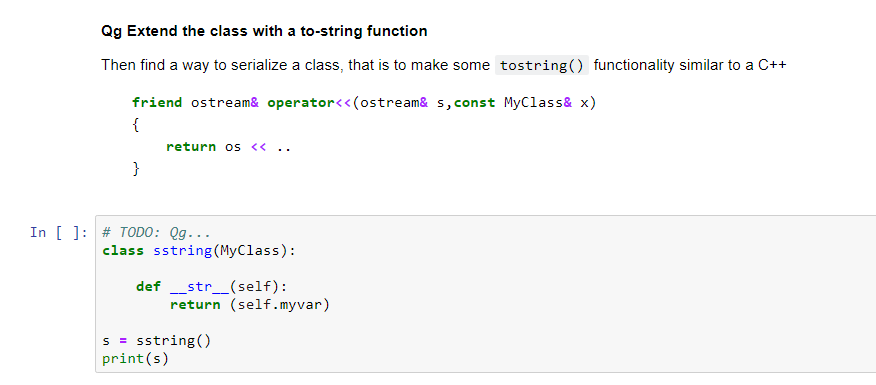 Qg Extend the class with a to-string function
Then find a way to serialize a class, that is to make some tostring() functionality similar to a C++
friend ostream& operator<<(ostream& s,const MyClass& x)
{
    return os << ..
}
In [ ]: # TODO: Qg...
class sstring(MyClass):
    def __str__(self):
        return (self.myvar)
s = sstring()
print(s)